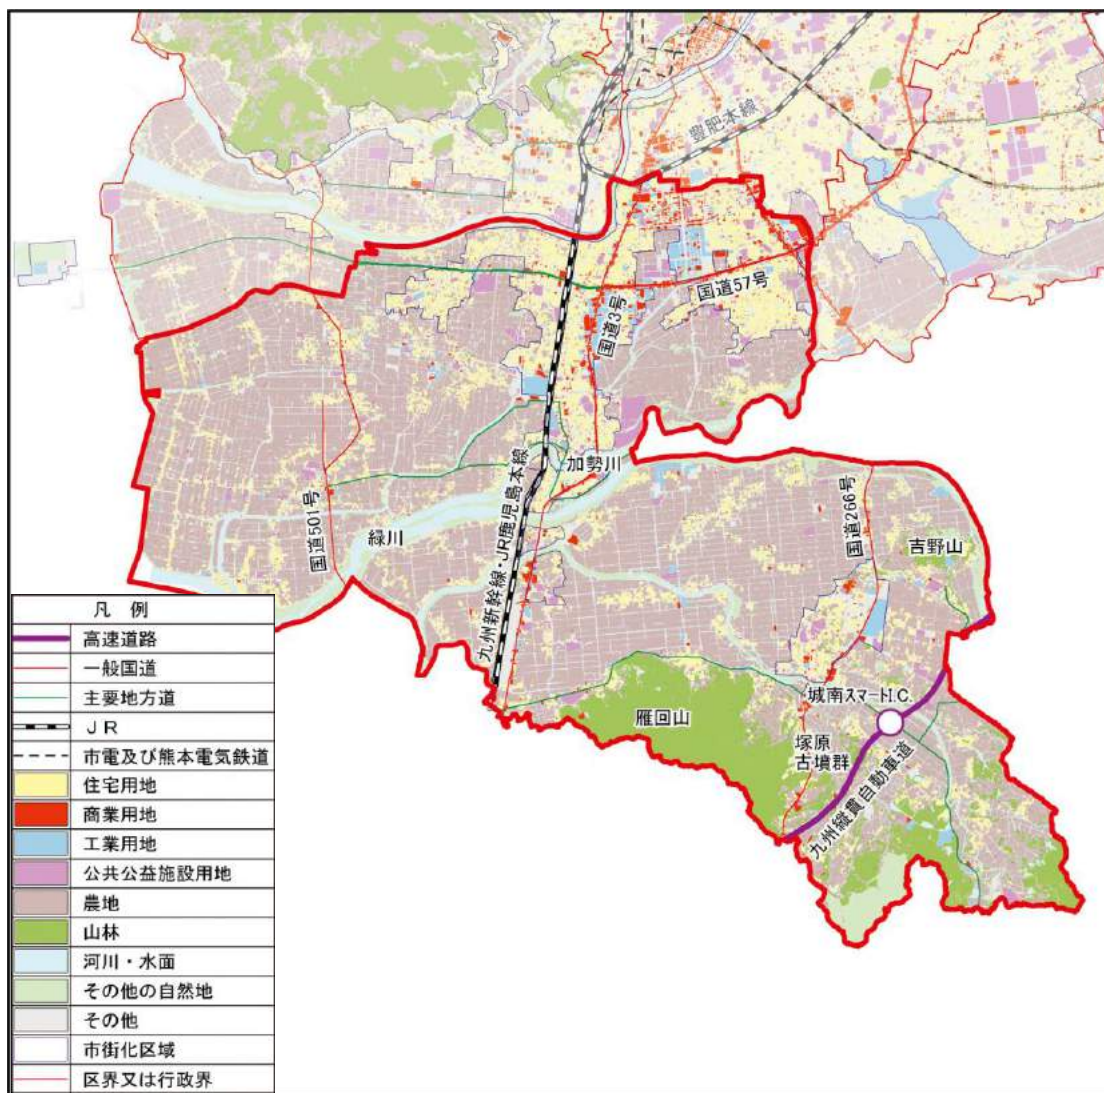 豊肥本線
国道57号
国道3号
加勢川
国道266号
国道501号
緑川
九州新幹線・JR鹿児島本線
吉野山
城南スマートI.C.
雁回山
塚原
古墳群
九州縦貫自動車道
凡 例
高速道路
一般国道
主要地方道
JR
市電及び熊本電気鉄道
住宅用地
商業用地
工業用地
公共公益施設用地
農地
山林
河川・水面
その他の自然地
その他
市街化区域
区界又は行政界